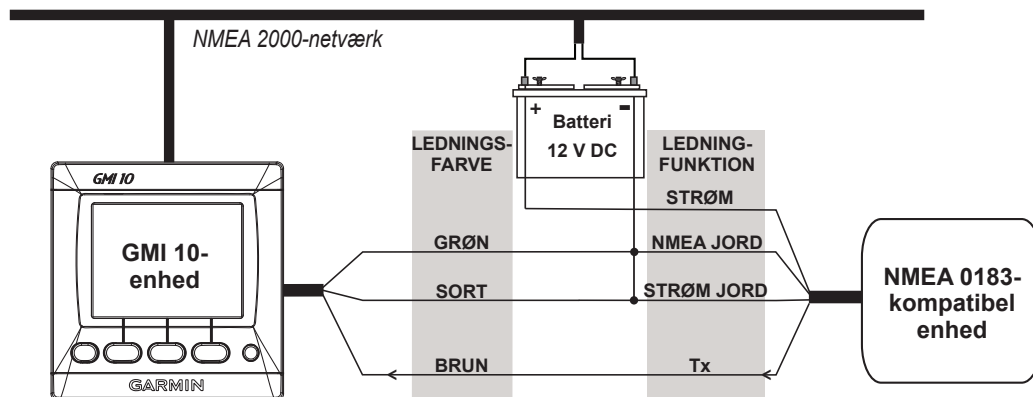 NMEA 2000-netværk
+ -
Batteri
12 V DC
LEDNINGS-
FARVE
LEDNING-
FUNKTION
GMI 10
GMI 10-
enhed
STRØM
GRØN
NMEA JORD
SORT
STRØM JORD
BRUN
Tx
NMEA 0183-
kompatibel
enhed
GARMIN